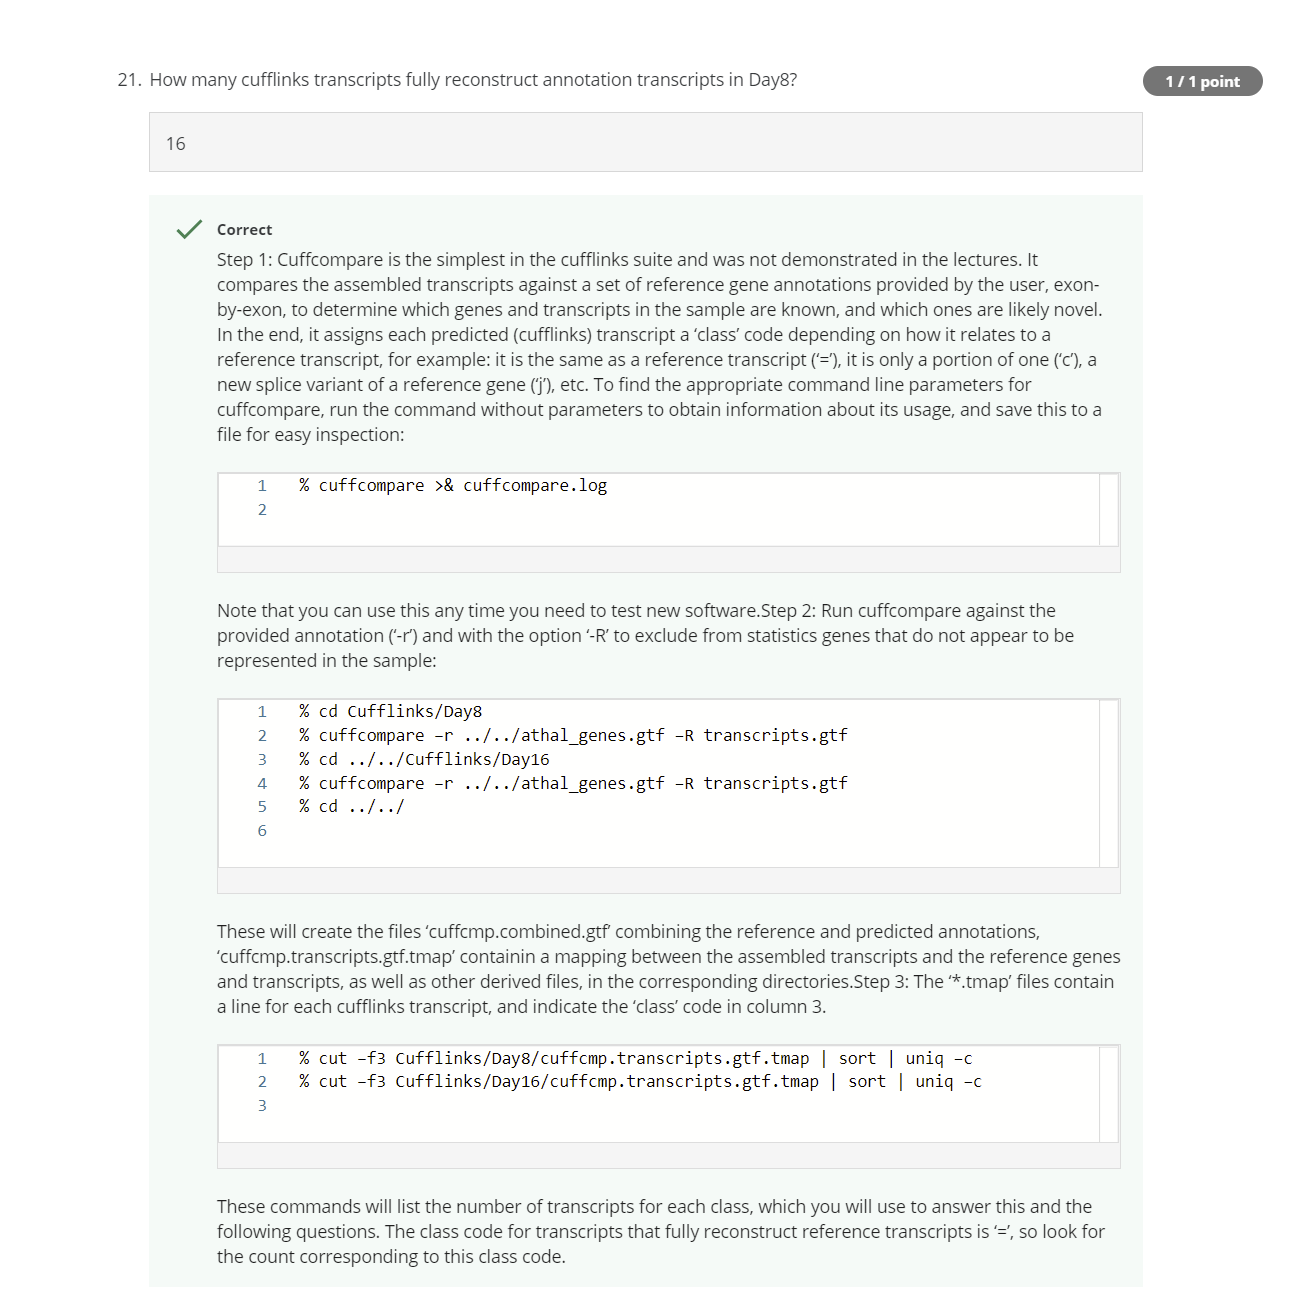 21. How many cufflinks transcripts fully reconstruct annotation transcripts in Day8?
1 / 1 point
16
Correct
Step 1: Cuffcompare is the simplest in the cufflinks suite and was not demonstrated in the lectures. It
compares the assembled transcripts against a set of reference gene annotations provided by the user, exon-
by-exon, to determine which genes and transcripts in the sample are known, and which ones are likely novel.
In the end, it assigns each predicted (cufflinks) transcript a ‘class’ code depending on how it relates to a
reference transcript, for example: it is the same as a reference transcript (‘=’), it is only a portion of one (‘c’), a
new splice variant of a reference gene (‘j’), etc. To find the appropriate command line parameters for
cuffcompare, run the command without parameters to obtain information about its usage, and save this to a
file for easy inspection:
1 % cuffcompare >& cuffcompare.log
2
Note that you can use this any time you need to test new software.Step 2: Run cuffcompare against the
provided annotation (‘-r’) and with the option ‘-R’ to exclude from statistics genes that do not appear to be
represented in the sample:
1 % cd Cufflinks/Day8
2 % cuffcompare –r ../../athal_genes.gtf –R transcripts.gtf
3 % cd ../../Cufflinks/Day16
4 % cuffcompare –r ../../athal_genes.gtf –R transcripts.gtf
5 % cd ../../
6
These will create the files ‘cuffcmp.combined.gtf’ combining the reference and predicted annotations,
‘cuffcmp.transcripts.gtf.tmap’ containin a mapping between the assembled transcripts and the reference genes
and transcripts, as well as other derived files, in the corresponding directories.Step 3: The ‘*.tmap’ files contain
a line for each cufflinks transcript, and indicate the ‘class’ code in column 3.
1 % cut –f3 Cufflinks/Day8/cuffcmp.transcripts.gtf.tmap | sort | uniq –c
2 % cut –f3 Cufflinks/Day16/cuffcmp.transcripts.gtf.tmap | sort | uniq –c
3
These commands will list the number of transcripts for each class, which you will use to answer this and the
following questions. The class code for transcripts that fully reconstruct reference transcripts is ‘=’, so look for
the count corresponding to this class code.